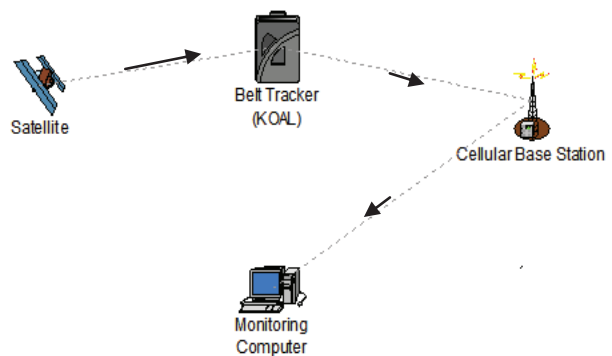 Satellite
Belt Tracker
(KOAL)
Cellular Base Station
Monitoring
Computer